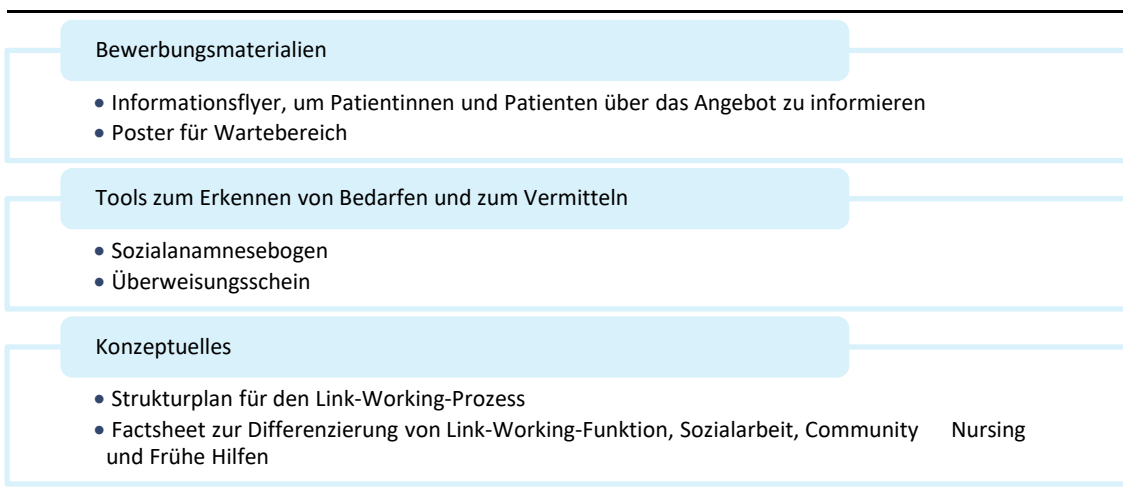 Bewerbungsmaterialien
• Informationsflyer, um Patientinnen und Patienten über das Angebot zu informieren
• Poster für Wartebereich
Tools zum Erkennen von Bedarfen und zum Vermitteln
• Sozialanamnesebogen
• Überweisungsschein
Konzeptuelles
• Strukturplan für den Link-Working-Prozess
• Factsheet zur Differenzierung von Link-Working-Funktion, Sozialarbeit, Community Nursing
und Frühe Hilfen